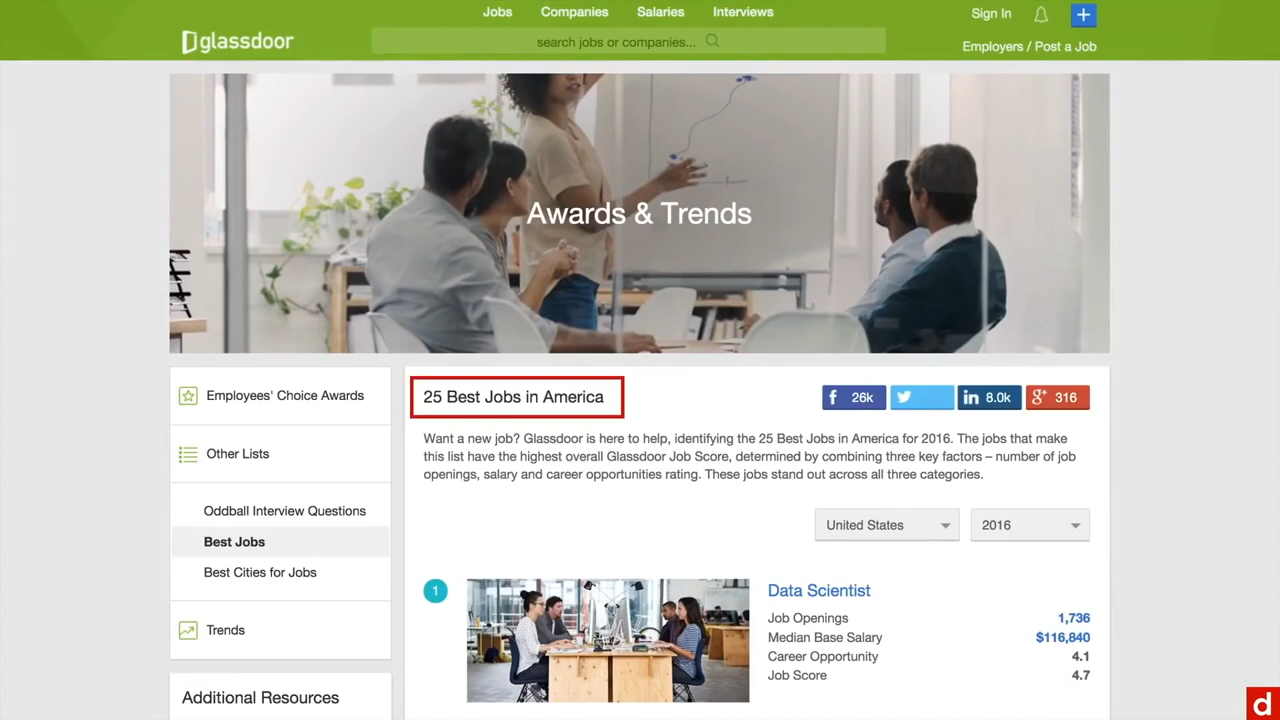 Jobs Companies Salaries Interviews
Sign In
glassdoor
search jobs or companies...
Employers / Post a Job
Awards & Trends
Employees' Choice Awards
Other Lists
Oddball Interview Questions
Best Jobs
Best Cities for Jobs
Trends
Additional Resources
25 Best Jobs in America
f 26k
in 8.0k
g+ 316
Want a new job? Glassdoor is here to help, identifying the 25 Best Jobs in America for 2016. The jobs that make
this list have the highest overall Glassdoor Job Score, determined by combining three key factors – number of job
openings, salary and career opportunities rating. These jobs stand out across all three categories.
United States
2016
1
Data Scientist
Job Openings 1,736
Median Base Salary $116,840
Career Opportunity 4.1
Job Score 4.7
d